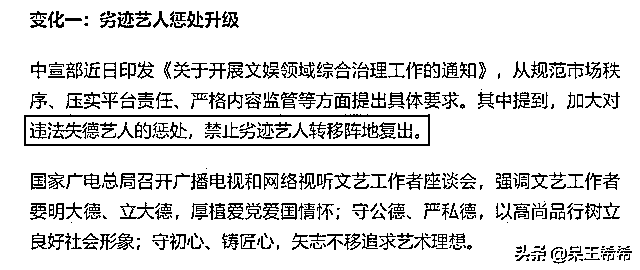 变化一：劣迹艺人惩处升级
中宣部近日印发《关于开展文娱领域综合治理工作的通知》，从规范市场秩
序、压实平台责任、严格内容监管等方面提出具体要求。其中提到，加大对
违法失德艺人的惩处，禁止劣迹艺人转移阵地复出。
国家广电总局召开广播电视和网络视听文艺工作者座谈会，强调文艺工作者
要明大德、立大德，厚植爱党爱国情怀；守公德、严私德，以高尚品行树立
良好社会形象；守初心、铸匠心，矢志不移追求艺术理想。
头条@呆王希希